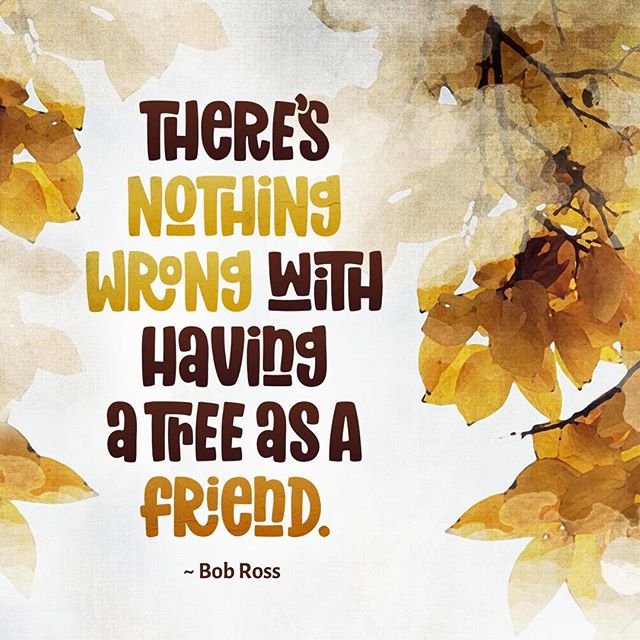 THERE'S
NOTHING
WRONG WITH
HAVING
A TREE AS A
FRIEND.
~ Bob Ross